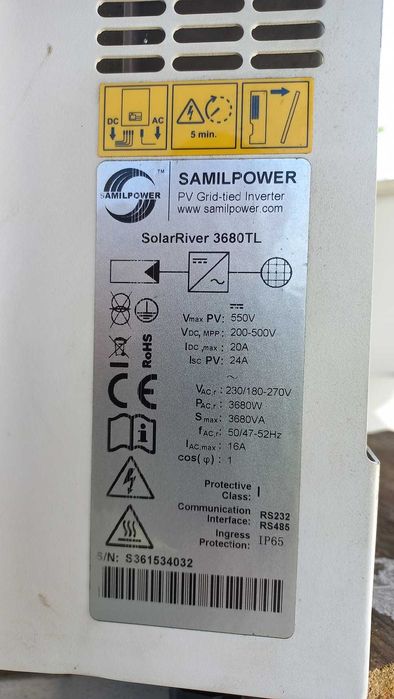 DC AC
5 min.
SAMILPOWER
TM
SAMILPOWER
PV Grid-tied Inverter
www.samilpower.com
SolarRiver 3680TL
RoHS
CE
Vmax PV: 550V
VDC, MPP: 200-500V
IDC,max: 20A
ISC PV: 24A
VAC,r: 230/180-270V
PAC,r: 3680W
Smax: 3680VA
fAC,r: 50/47-52Hz
IAC,max: 16A
cos(φ): 1
Protective Class: I
Communication Interface: RS232 RS485
Ingress Protection: IP65
S/N: S361534032